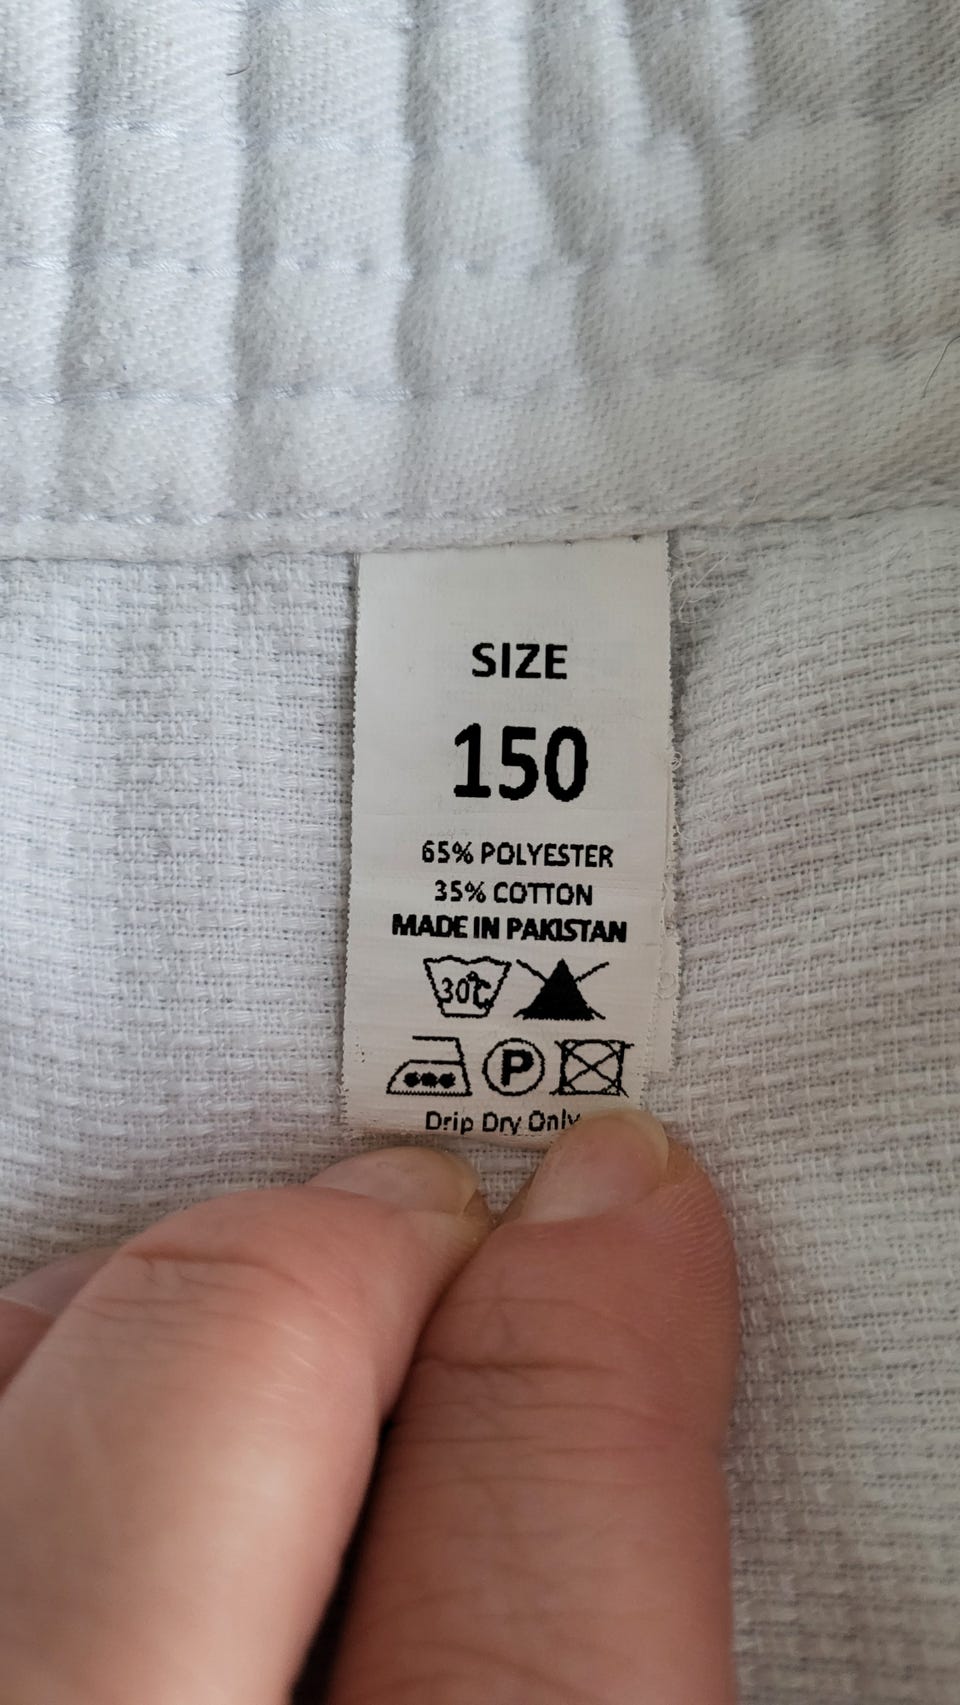 SIZE
150
65% POLYESTER
35% COTTON
MADE IN PAKISTAN
30°C
P
Drip Dry Only